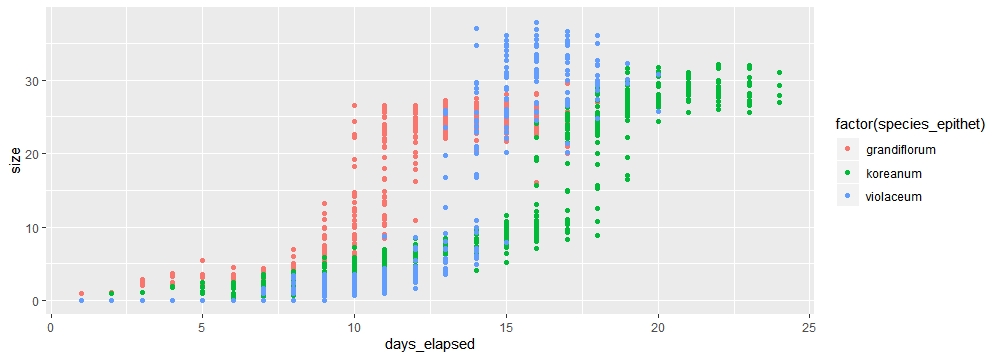 30
20
10
0
size
0 5 10 15 20 25
days_elapsed
factor(species_epithet)
grandiflorum
koreanum
violaceum